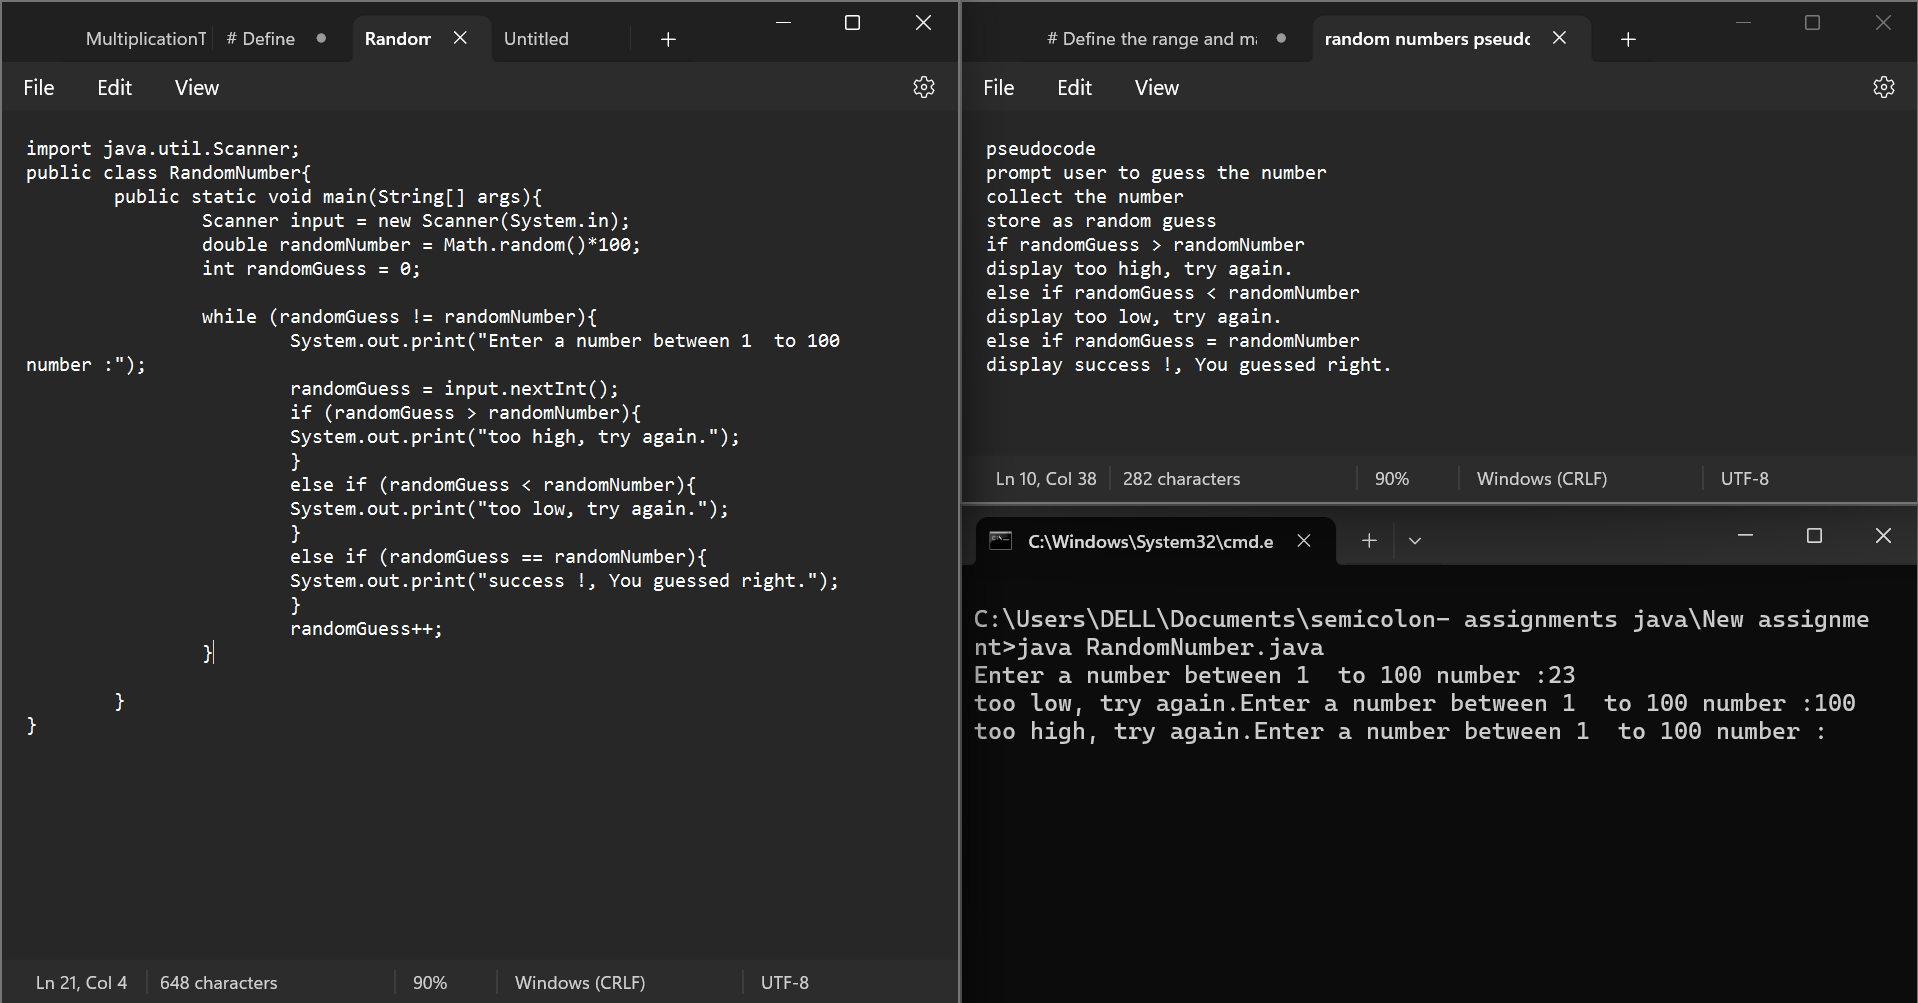 MultiplicationT # Define Random Untitled
File Edit View
import java.util.Scanner;
public class RandomNumber{
public static void main(String[] args){
Scanner input = new Scanner(System.in);
double randomNumber = Math.random()*100;
int randomGuess = 0;
while (randomGuess != randomNumber){
System.out.print("Enter a number between 1  to 100
number :");
randomGuess = input.nextInt();
if (randomGuess > randomNumber){
System.out.print("too high, try again.");
}
else if (randomGuess < randomNumber){
System.out.print("too low, try again.");
}
else if (randomGuess == randomNumber){
System.out.print("success !, You guessed right.");
}
randomGuess++;
}
}
}
Ln 21, Col 4 648 characters 90% Windows (CRLF) UTF-8
# Define the range and ma random numbers pseudc
File Edit View
pseudocode
prompt user to guess the number
collect the number
store as random guess
if randomGuess > randomNumber
display too high, try again.
else if randomGuess < randomNumber
display too low, try again.
else if randomGuess = randomNumber
display success !, You guessed right.
Ln 10, Col 38 282 characters 90% Windows (CRLF) UTF-8
C:\Windows\System32\cmd.e
C:\Users\DELL\Documents\semicolon- assignments java\New assignme
nt>java RandomNumber.java
Enter a number between 1  to 100 number :23
too low, try again.Enter a number between 1  to 100 number :100
too high, try again.Enter a number between 1  to 100 number :